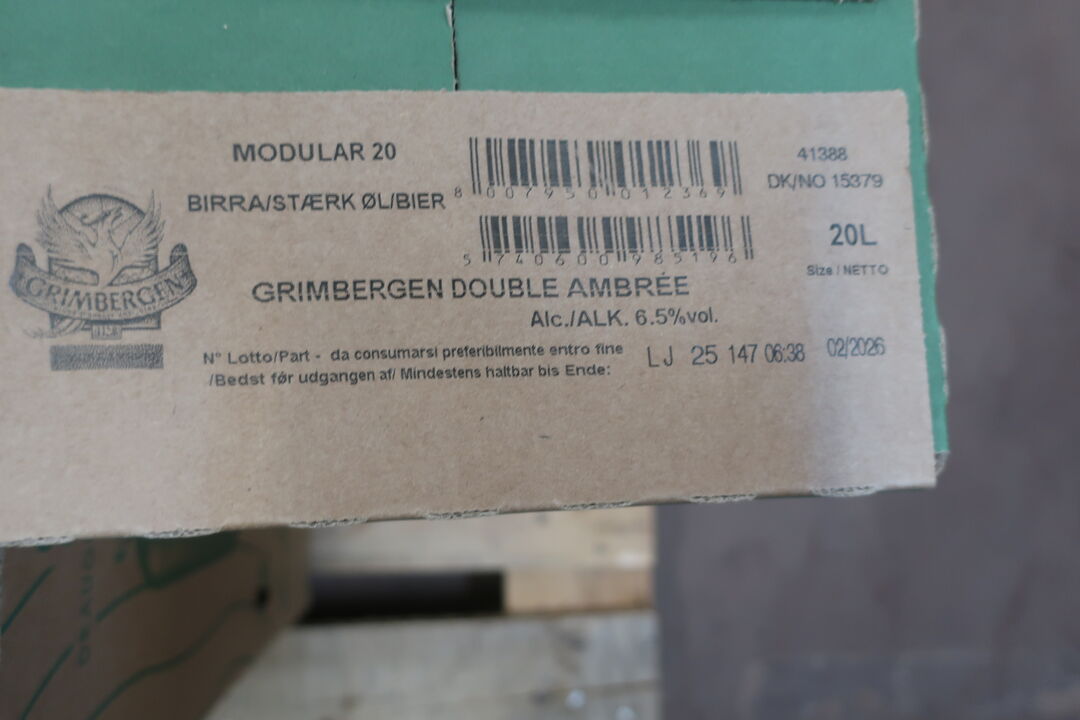 MODULAR 20
8 007950 012369
41388
DK/NO 15379
BIRRA/STÆRK ØL/BIER
5 740600 985196
20L
Size / NETTO
GRIMBERGEN
GRIMBERGEN DOUBLE AMBRÉE
Alc./ALK. 6.5%vol.
N° Lotto/Part - da consumarsi preferibilmente entro fine
/Bedst før udgangen af/ Mindestens haltbar bis Ende:
LJ 25 147 06:38 02/2026